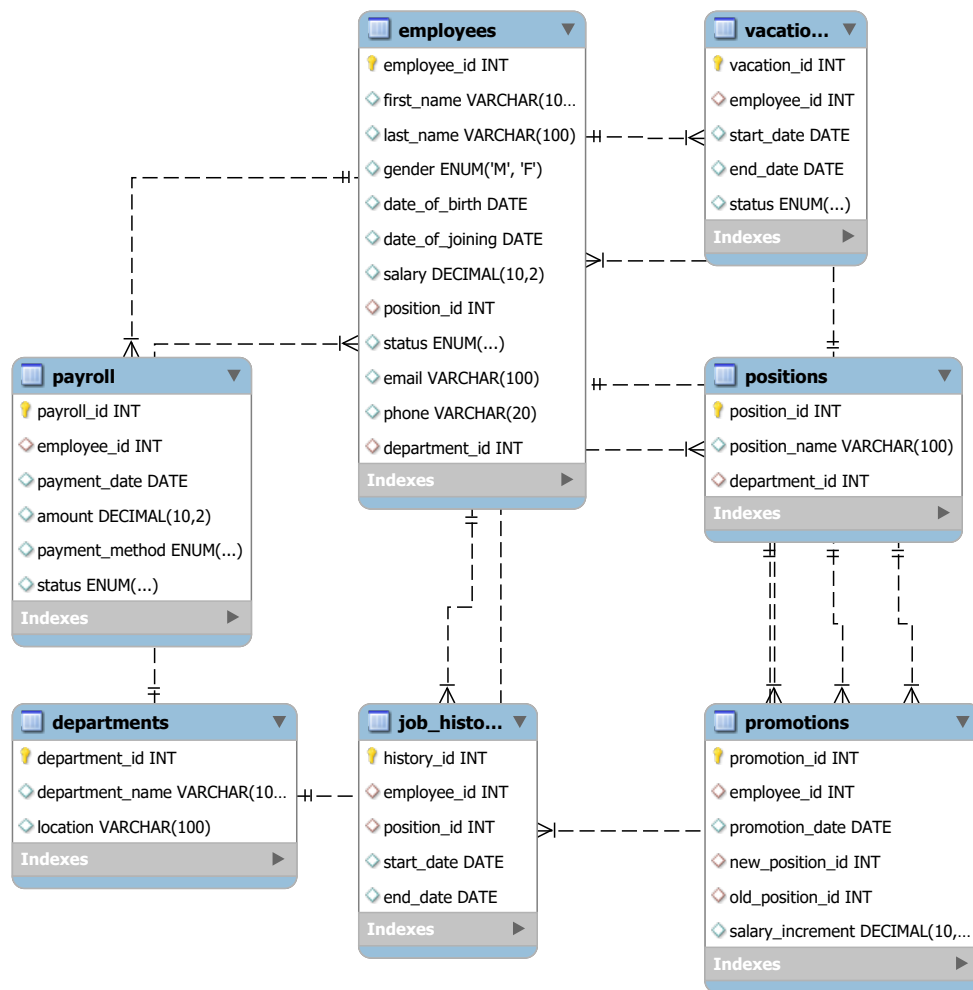 employees
employee_id INT
first_name VARCHAR(10...
last_name VARCHAR(100)
gender ENUM('M', 'F')
date_of_birth DATE
date_of_joining DATE
salary DECIMAL(10,2)
position_id INT
status ENUM(...)
email VARCHAR(100)
phone VARCHAR(20)
department_id INT
Indexes
vacatio...
vacation_id INT
employee_id INT
start_date DATE
end_date DATE
status ENUM(...)
Indexes
payroll
payroll_id INT
employee_id INT
payment_date DATE
amount DECIMAL(10,2)
payment_method ENUM(...)
status ENUM(...)
Indexes
positions
position_id INT
position_name VARCHAR(100)
department_id INT
Indexes
departments
department_id INT
department_name VARCHAR(10...
location VARCHAR(100)
Indexes
job_histo...
history_id INT
employee_id INT
position_id INT
start_date DATE
end_date DATE
Indexes
promotions
promotion_id INT
employee_id INT
promotion_date DATE
new_position_id INT
old_position_id INT
salary_increment DECIMAL(10,...
Indexes